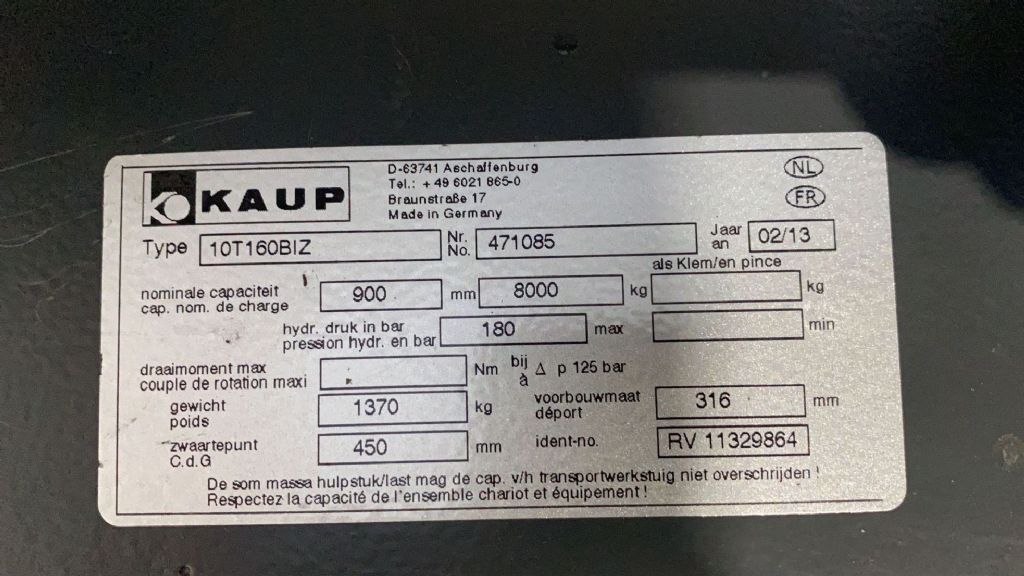 KAUP
D-63741 Aschaffenburg
Tel.: + 49 6021 865-0
Braunstraße 17
Made in Germany
NL
FR
Type 10T160BIZ Nr. No. 471085 Jaar an 02/13
als Klem/en pince
nominale capaciteit 900 mm 8000 kg kg
cap. nom. de charge
hydr. druk in bar 180 max min
pression hydr. en bar
draaimoment max Nm bij Δ p 125 bar
couple de rotation maxi à
gewicht 1370 kg voorbouwmaat 316 mm
poids déport
zwaartepunt 450 mm ident-no. RV 11329864
C.d.G
De som massa hulpstuk/last mag de cap. v/h transportwerkstuig niet overschrijden !
Respectez la capacité de l'ensemble chariot et équipement !